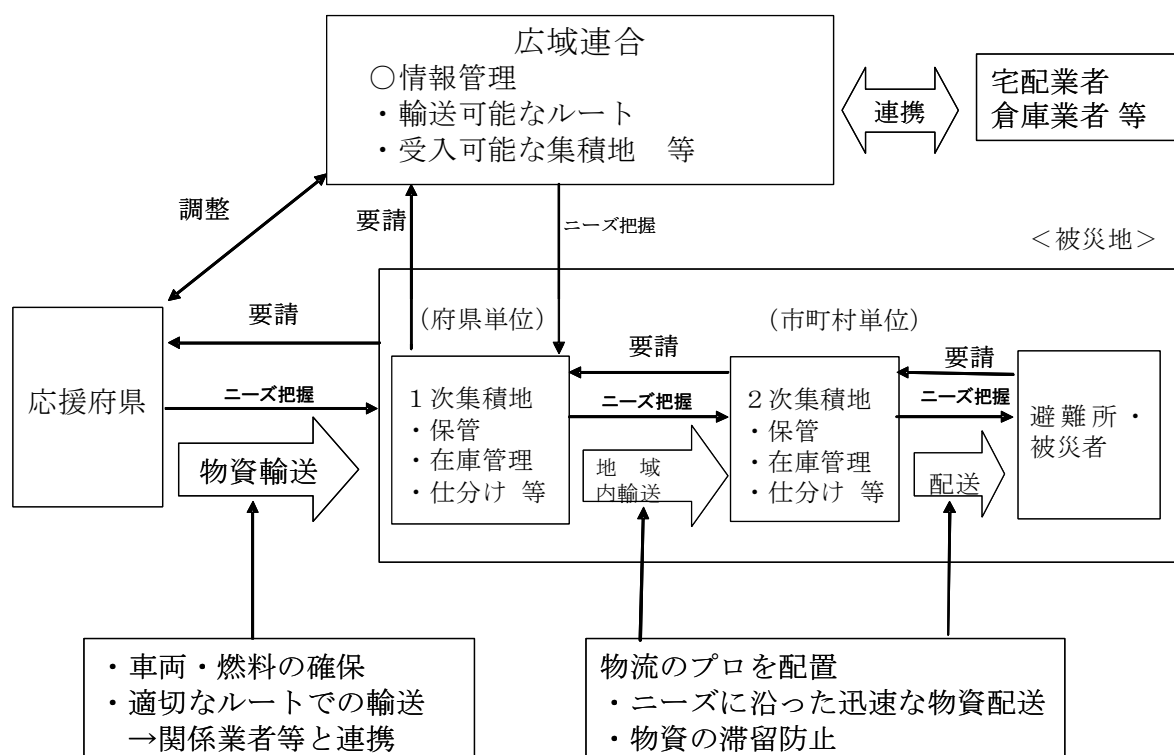 広域連合
○情報管理
・輸送可能なルート
・受入可能な集積地 等
連携
宅配業者
倉庫業者 等
調整
要請
ニーズ把握
＜被災地＞
応援府県
要請
ニーズ把握
物資輸送
（府県単位）
１次集積地
・保管
・在庫管理
・仕分け 等
要請
ニーズ把握
地 域
内輸送
（市町村単位）
２次集積地
・保管
・在庫管理
・仕分け 等
要請
ニーズ把握
配送
避難所・
被災者
・車両・燃料の確保
・適切なルートでの輸送
→関係業者等と連携
物流のプロを配置
・ニーズに沿った迅速な物資配送
・物資の滞留防止